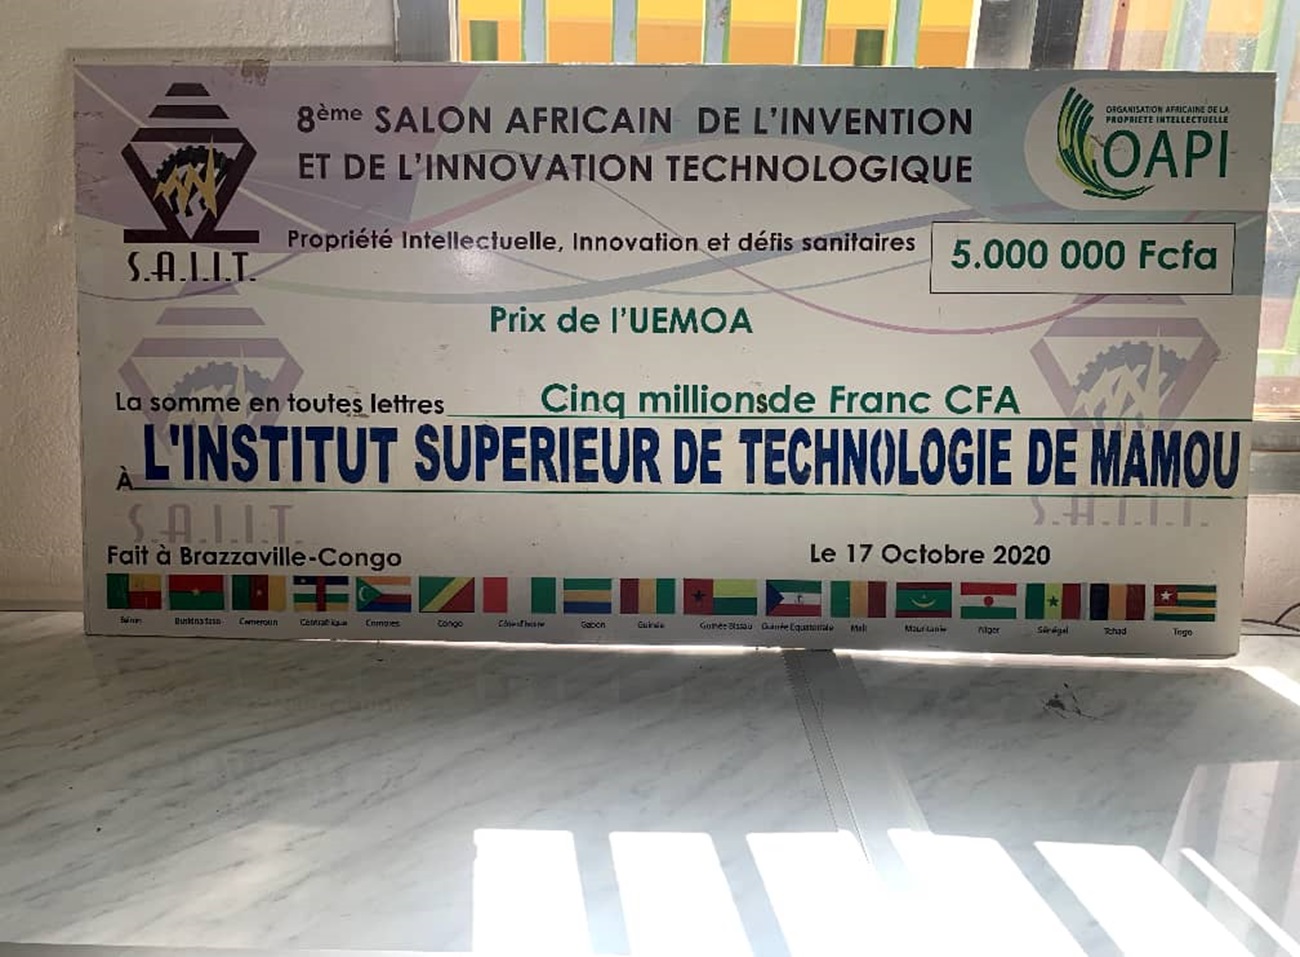 8ème SALON AFRICAIN DE L'INVENTION
ET DE L'INNOVATION TECHNOLOGIQUE
ORGANISATION AFRICAINE DE LA
PROPRIÉTÉ INTELLECTUELLE
OAPI
S.A.I.I.T.
Propriété Intellectuelle, Innovation et défis sanitaires
5.000 000 Fcfa
Prix de l'UEMOA
La somme en toutes lettres Cinq millionsde Franc CFA
À L'INSTITUT SUPERIEUR DE TECHNOLOGIE DE MAMOU
S.A.I.I.T. S.A.I.I.T.
Fait à Brazzaville-Congo Le 17 Octobre 2020
Bénin Burkina faso Cameroun Centrafrique Comores Congo Côte d'Ivoire Gabon Guinée Guinée Bissau Guinée Equatoriale Mali Mauritanie Niger Sénégal Tchad Togo